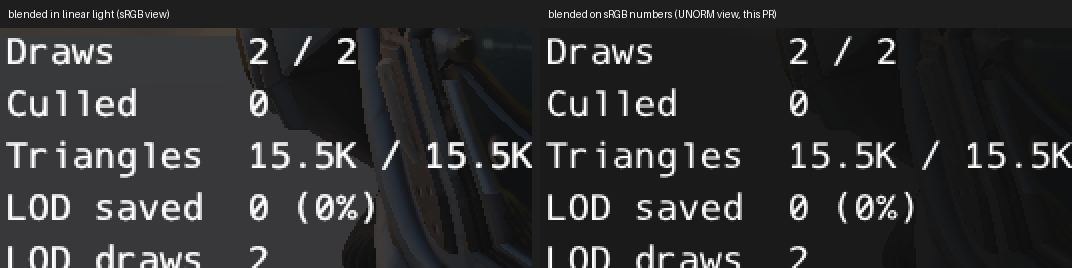 blended in linear light (sRGB view)
Draws 2 / 2
Culled 0
Triangles 15.5K / 15.5K
LOD saved 0 (0%)
LOD draws 2
blended on sRGB numbers (UNORM view, this PR)
Draws 2 / 2
Culled 0
Triangles 15.5K / 15.5K
LOD saved 0 (0%)
LOD draws 2